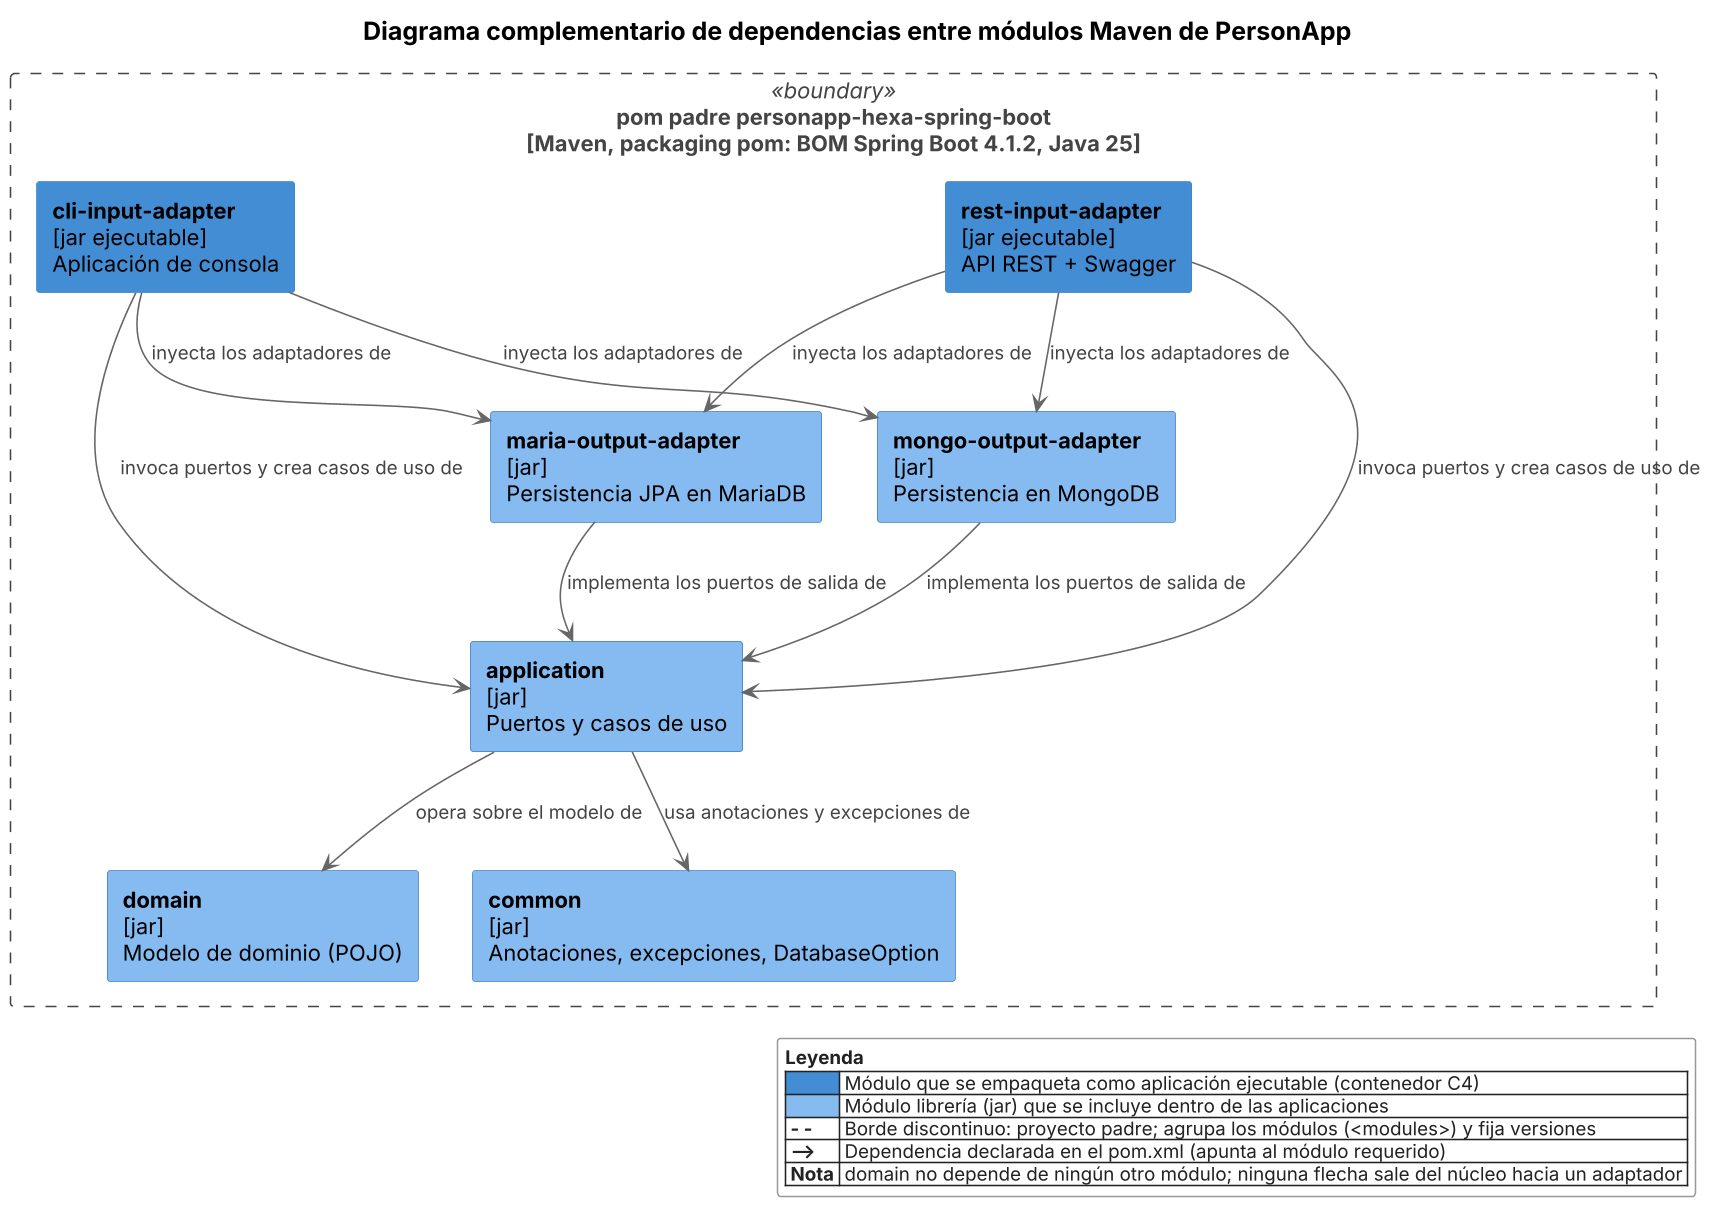 Diagrama complementario de dependencias entre módulos Maven de PersonApp
«boundary»
pom padre personapp-hexa-spring-boot
[Maven, packaging pom: BOM Spring Boot 4.1.2, Java 25]
cli-input-adapter
[jar ejecutable]
Aplicación de consola
rest-input-adapter
[jar ejecutable]
API REST + Swagger
inyecta los adaptadores de
inyecta los adaptadores de
inyecta los adaptadores de
inyecta los adaptadores de
maria-output-adapter
[jar]
Persistencia JPA en MariaDB
mongo-output-adapter
[jar]
Persistencia en MongoDB
invoca puertos y crea casos de uso de
invoca puertos y crea casos de uso de
implementa los puertos de salida de
implementa los puertos de salida de
application
[jar]
Puertos y casos de uso
opera sobre el modelo de
usa anotaciones y excepciones de
domain
[jar]
Modelo de dominio (POJO)
common
[jar]
Anotaciones, excepciones, DatabaseOption
Leyenda
Módulo que se empaqueta como aplicación ejecutable (contenedor C4)
Módulo librería (jar) que se incluye dentro de las aplicaciones
-- Borde discontinuo: proyecto padre; agrupa los módulos (<modules>) y fija versiones
→ Dependencia declarada en el pom.xml (apunta al módulo requerido)
Nota domain no depende de ningún otro módulo; ninguna flecha sale del núcleo hacia un adaptador